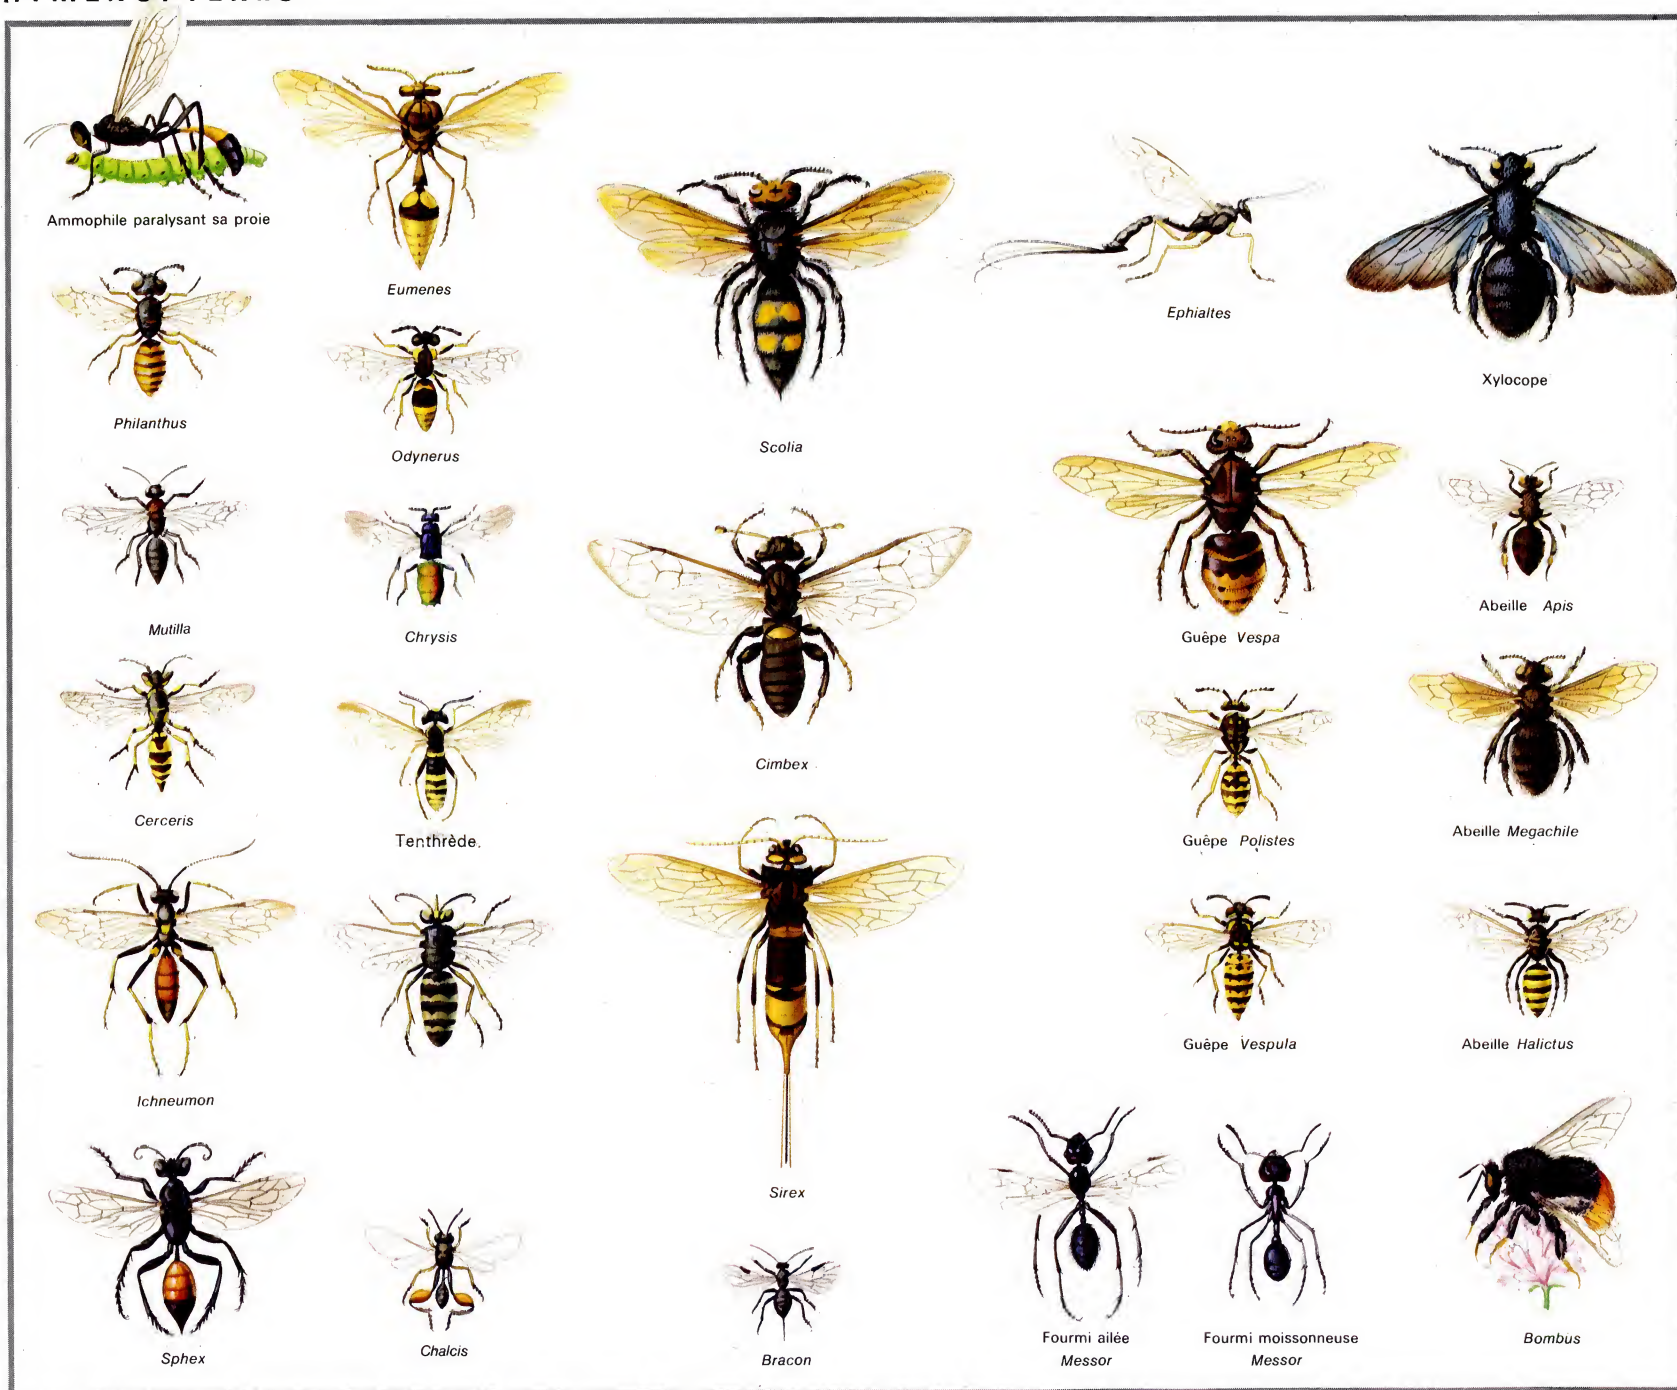 Ammophile paralysant sa proie
Eumenes
Ephialtes
Xylocope
Philanthus
Odynerus
Scolia
Mutilla
Chrysis
Guêpe Vespa
Abeille Apis
Cerceris
Tenthrède.
Cimbex
Guêpe Polistes
Abeille Megachile
Guêpe Vespula
Abeille Halictus
Ichneumon
Sirex
Sphex
Chalcis
Bracon
Fourmi ailée
Messor
Fourmi moissonneuse
Messor
Bombus